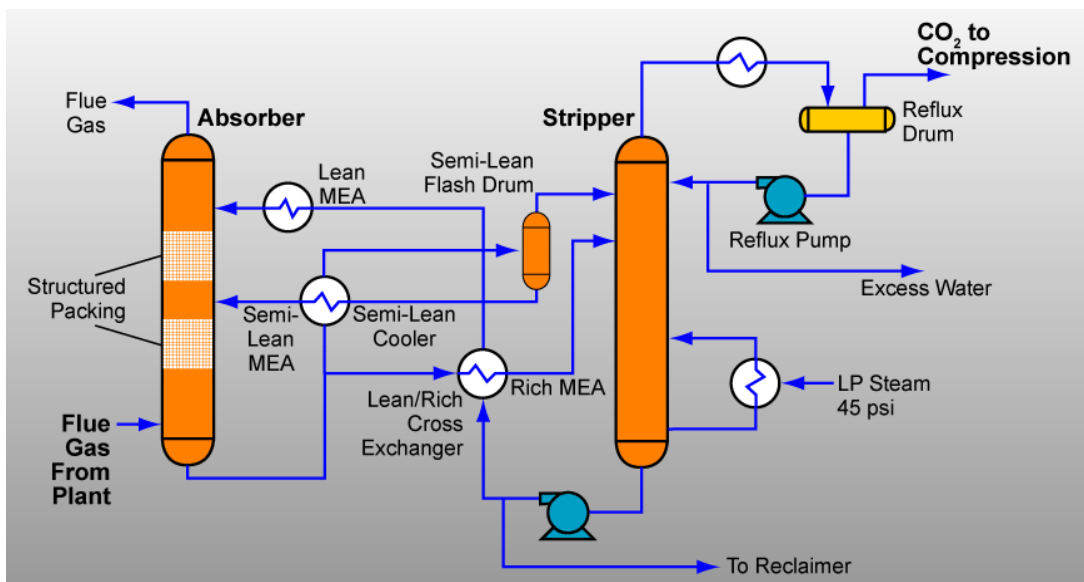 CO₂ to
Compression
Flue
Gas
Absorber
Stripper
Reflux
Drum
Semi-Lean
Flash Drum
Lean
MEA
Reflux Pump
Structured
Packing
Excess Water
Semi-
Lean
MEA
Semi-Lean
Cooler
Rich MEA
LP Steam
45 psi
Lean/Rich
Cross
Exchanger
Flue
Gas
From
Plant
To Reclaimer